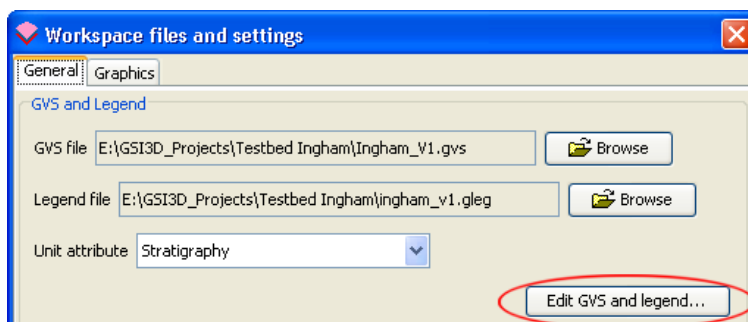 Workspace files and settings
General Graphics
GVS and Legend
GVS file E:\GSI3D_Projects\Testbed Ingham\Ingham_V1.gvs Browse
Legend file E:\GSI3D_Projects\Testbed Ingham\ingham_v1.gleg Browse
Unit attribute Stratigraphy
Edit GVS and legend...